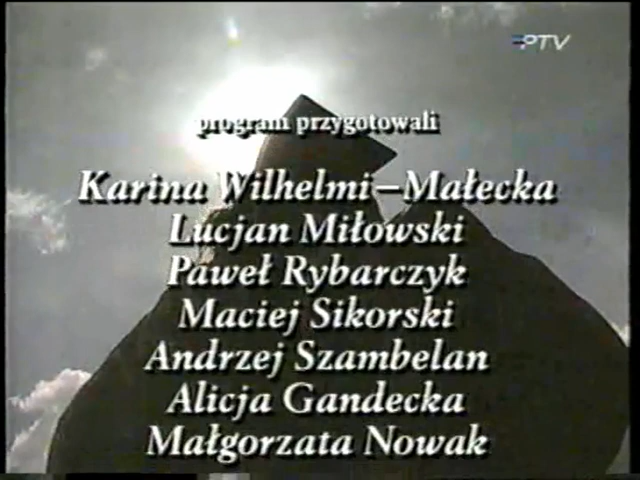 PTV
program przygotowali
Karina Wilhelmi–Małecka
Lucjan Miłowski
Paweł Rybarczyk
Maciej Sikorski
Andrzej Szambelan
Alicja Gandecka
Małgorzata Nowak